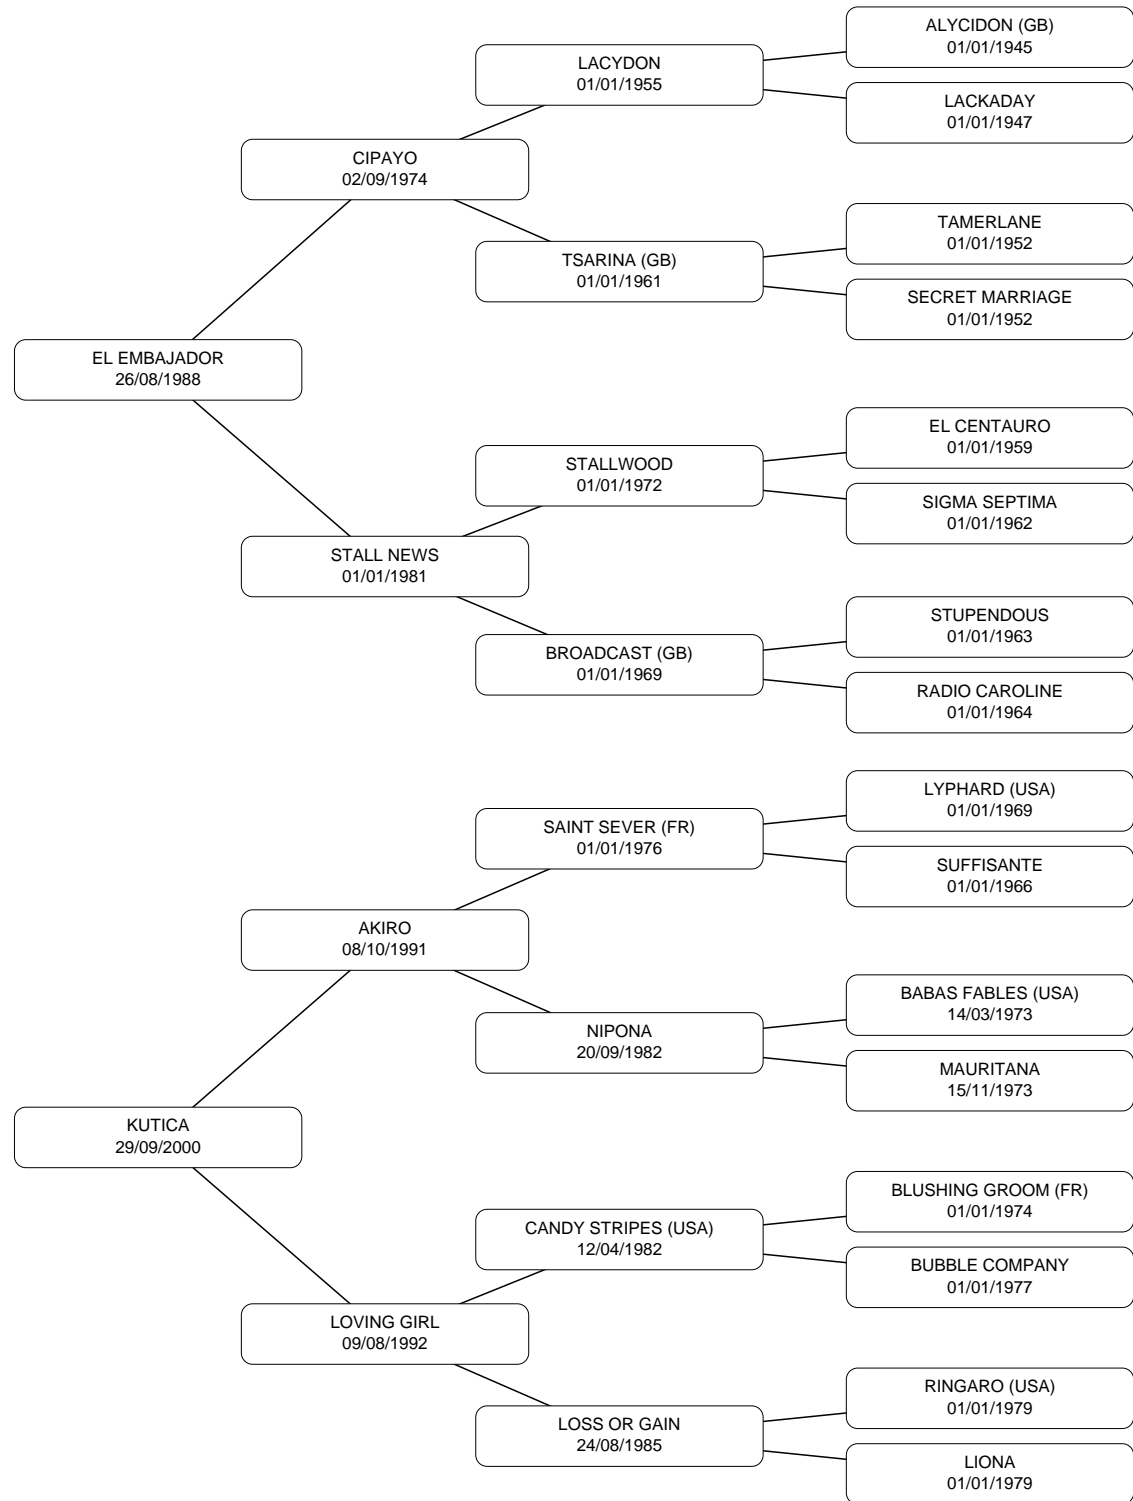 ALYCIDON (GB)
01/01/1945
LACYDON
01/01/1955
LACKADAY
01/01/1947
CIPAYO
02/09/1974
TAMERLANE
01/01/1952
TSARINA (GB)
01/01/1961
SECRET MARRIAGE
01/01/1952
EL EMBAJADOR
26/08/1988
EL CENTAURO
01/01/1959
STALLWOOD
01/01/1972
SIGMA SEPTIMA
01/01/1962
STALL NEWS
01/01/1981
STUPENDOUS
01/01/1963
BROADCAST (GB)
01/01/1969
RADIO CAROLINE
01/01/1964
LYPHARD (USA)
01/01/1969
SAINT SEVER (FR)
01/01/1976
SUFFISANTE
01/01/1966
AKIRO
08/10/1991
BABAS FABLES (USA)
14/03/1973
NIPONA
20/09/1982
MAURITANA
15/11/1973
KUTICA
29/09/2000
BLUSHING GROOM (FR)
01/01/1974
CANDY STRIPES (USA)
12/04/1982
BUBBLE COMPANY
01/01/1977
LOVING GIRL
09/08/1992
RINGARO (USA)
01/01/1979
LOSS OR GAIN
24/08/1985
LIONA
01/01/1979